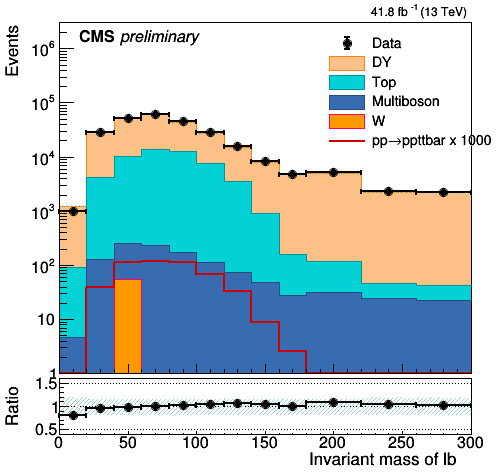 41.8 fb⁻¹ (13 TeV)
CMS preliminary
Events
10⁶
10⁵
10⁴
10³
10²
10
1
Data
DY
Top
Multiboson
W
pp→ppttbar x 1000
Ratio
1.5
1
0.5
0 50 100 150 200 250 300
Invariant mass of lb